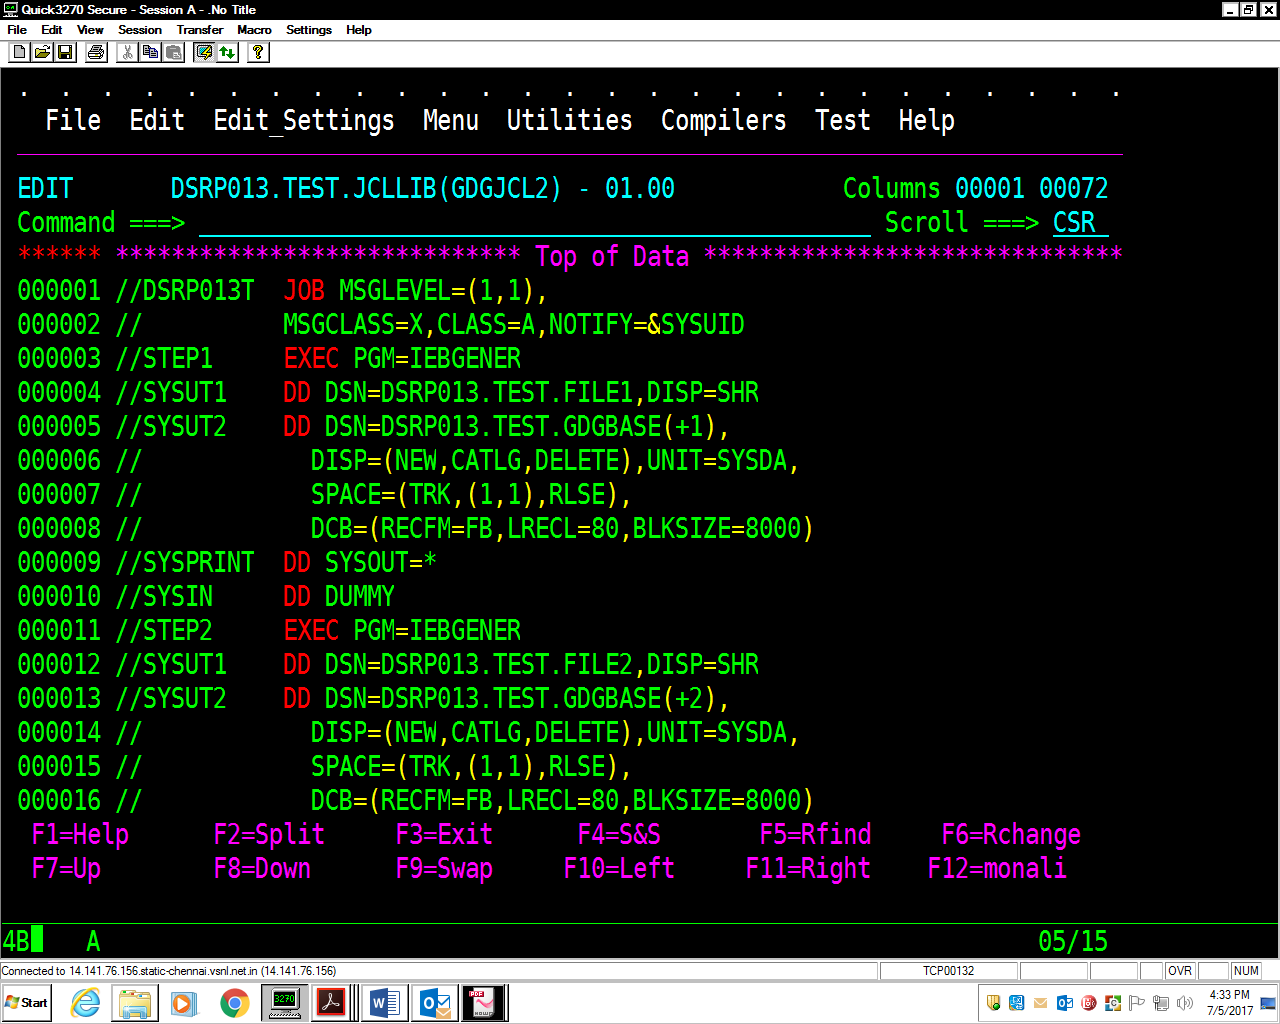 Quick3270 Secure - Session A - .No Title
File Edit View Session Transfer Macro Settings Help
. . . . . . . . . . . . . . . . . . . . . . . . . . .
File Edit Edit_Settings Menu Utilities Compilers Test Help
EDIT DSRP013.TEST.JCLLIB(GDGJCL2) - 01.00 Columns 00001 00072
Command ===> Scroll ===> CSR
****** ***************************** Top of Data ******************************
000001 //DSRP013T JOB MSGLEVEL=(1,1),
000002 // MSGCLASS=X,CLASS=A,NOTIFY=&SYSUID
000003 //STEP1 EXEC PGM=IEBGENER
000004 //SYSUT1 DD DSN=DSRP013.TEST.FILE1,DISP=SHR
000005 //SYSUT2 DD DSN=DSRP013.TEST.GDGBASE(+1),
000006 // DISP=(NEW,CATLG,DELETE),UNIT=SYSDA,
000007 // SPACE=(TRK,(1,1),RLSE),
000008 // DCB=(RECFM=FB,LRECL=80,BLKSIZE=8000)
000009 //SYSPRINT DD SYSOUT=*
000010 //SYSIN DD DUMMY
000011 //STEP2 EXEC PGM=IEBGENER
000012 //SYSUT1 DD DSN=DSRP013.TEST.FILE2,DISP=SHR
000013 //SYSUT2 DD DSN=DSRP013.TEST.GDGBASE(+2),
000014 // DISP=(NEW,CATLG,DELETE),UNIT=SYSDA,
000015 // SPACE=(TRK,(1,1),RLSE),
000016 // DCB=(RECFM=FB,LRECL=80,BLKSIZE=8000)
F1=Help F2=Split F3=Exit F4=S&S F5=Rfind F6=Rchange
F7=Up F8=Down F9=Swap F10=Left F11=Right F12=monali
4B A 05/15
Connected to 14.141.76.156.static-chennai.vsnl.net.in (14.141.76.156) TCP00132 OVR NUM
Start 3270 4:33 PM
7/5/2017